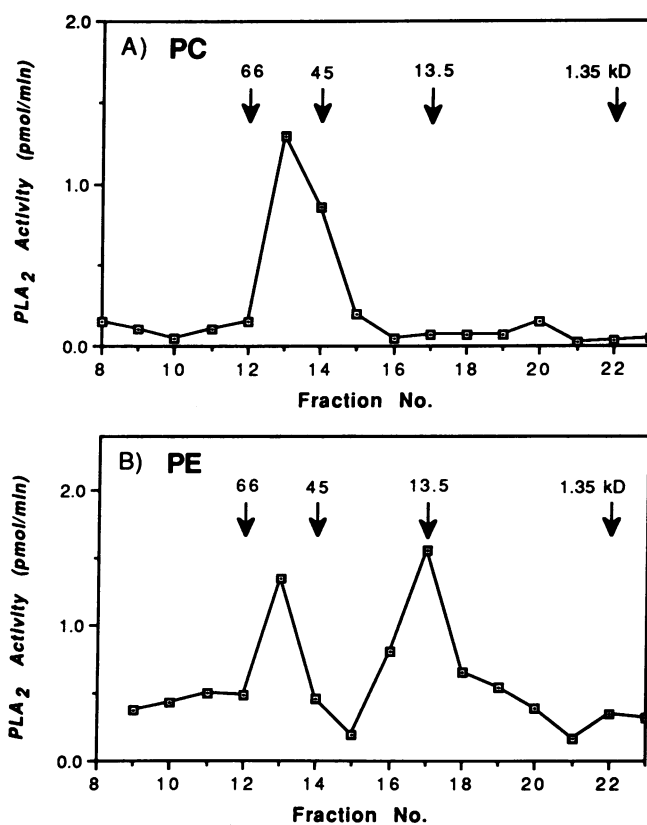 A) PC
66 45 13.5 1.35 kD
2.0
1.0
0.0
PLA2 Activity (pmol/min)
8 10 12 14 16 18 20 22
Fraction No.
B) PE
66 45 13.5 1.35 kD
2.0
1.0
0.0
PLA2 Activity (pmol/min)
8 10 12 14 16 18 20 22
Fraction No.